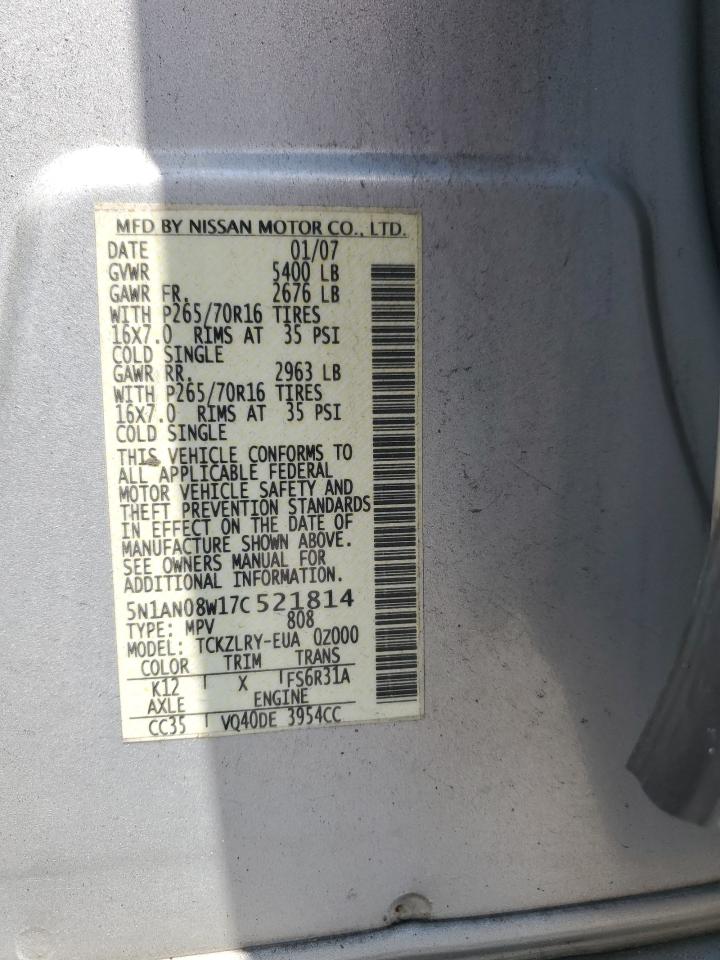 MFD BY NISSAN MOTOR CO., LTD.
DATE 01/07
GVWR 5400 LB
GAWR FR. 2676 LB
WITH P265/70R16 TIRES
16X7.0 RIMS AT 35 PSI
COLD SINGLE
GAWR RR. 2963 LB
WITH P265/70R16 TIRES
16X7.0 RIMS AT 35 PSI
COLD SINGLE
THIS VEHICLE CONFORMS TO
ALL APPLICABLE FEDERAL
MOTOR VEHICLE SAFETY AND
THEFT PREVENTION STANDARDS
IN EFFECT ON THE DATE OF
MANUFACTURE SHOWN ABOVE.
SEE OWNERS MANUAL FOR
ADDITIONAL INFORMATION.
5N1AN08W17C521814
TYPE: MPV 808
MODEL: TCKZLRY-EUA QZ000
COLOR TRIM TRANS
K12 X FS6R31A
AXLE ENGINE
CC35 VQ40DE 3954CC